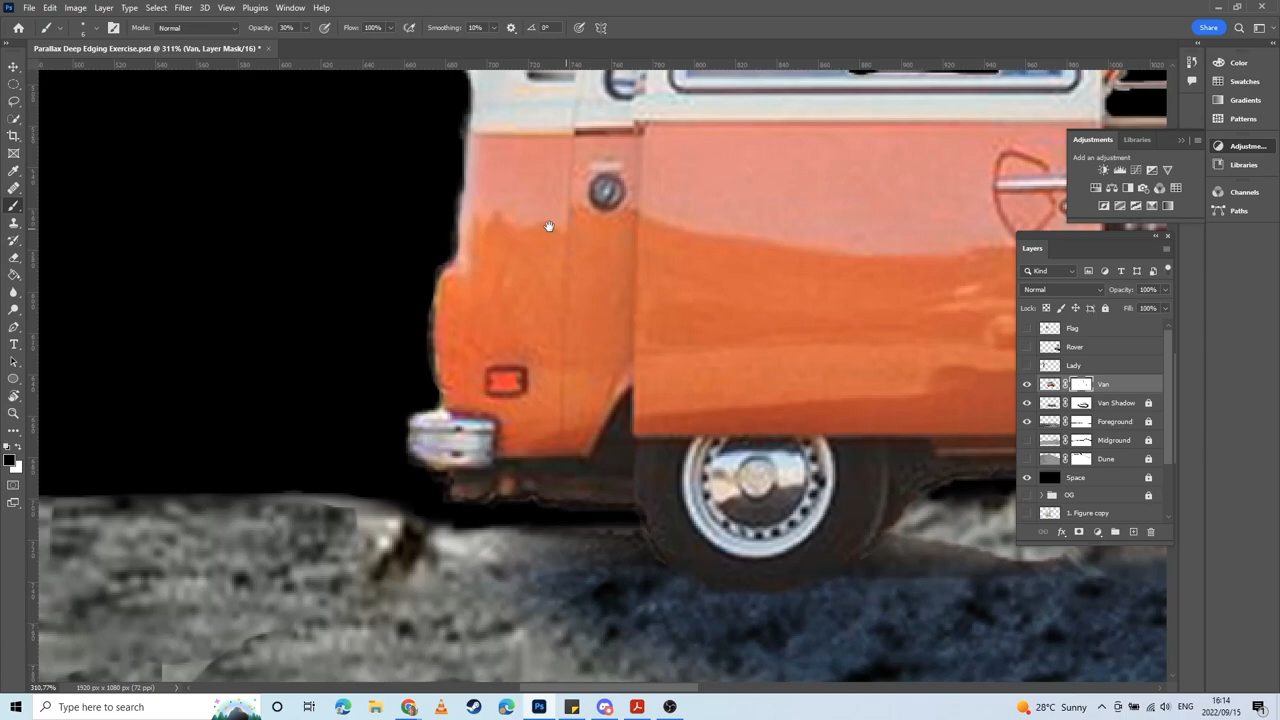 File Edit Image Layer Type Select Filter 3D View Plugins Window Help
6 Mode: Normal Opacity: 30% Flow: 100% Smoothing: 10% 0° Share
Parallax Deep Edging Exercise.psd @ 311% (Van, Layer Mask/16) * ×
Color
Swatches
Gradients
Patterns
Adjustme...
Libraries
Channels
Paths
Adjustments Libraries
Add an adjustment
Layers
Kind
Normal Opacity: 100%
Lock: Fill: 100%
Flag
Rover
Lady
Van
Van Shadow
Foreground
Midground
Dune
Space
OG
1. Figure copy
310,77% 1920 px x 1080 px (72 ppi)
Type here to search
28°C Sunny ENG 16:14
2022/09/15